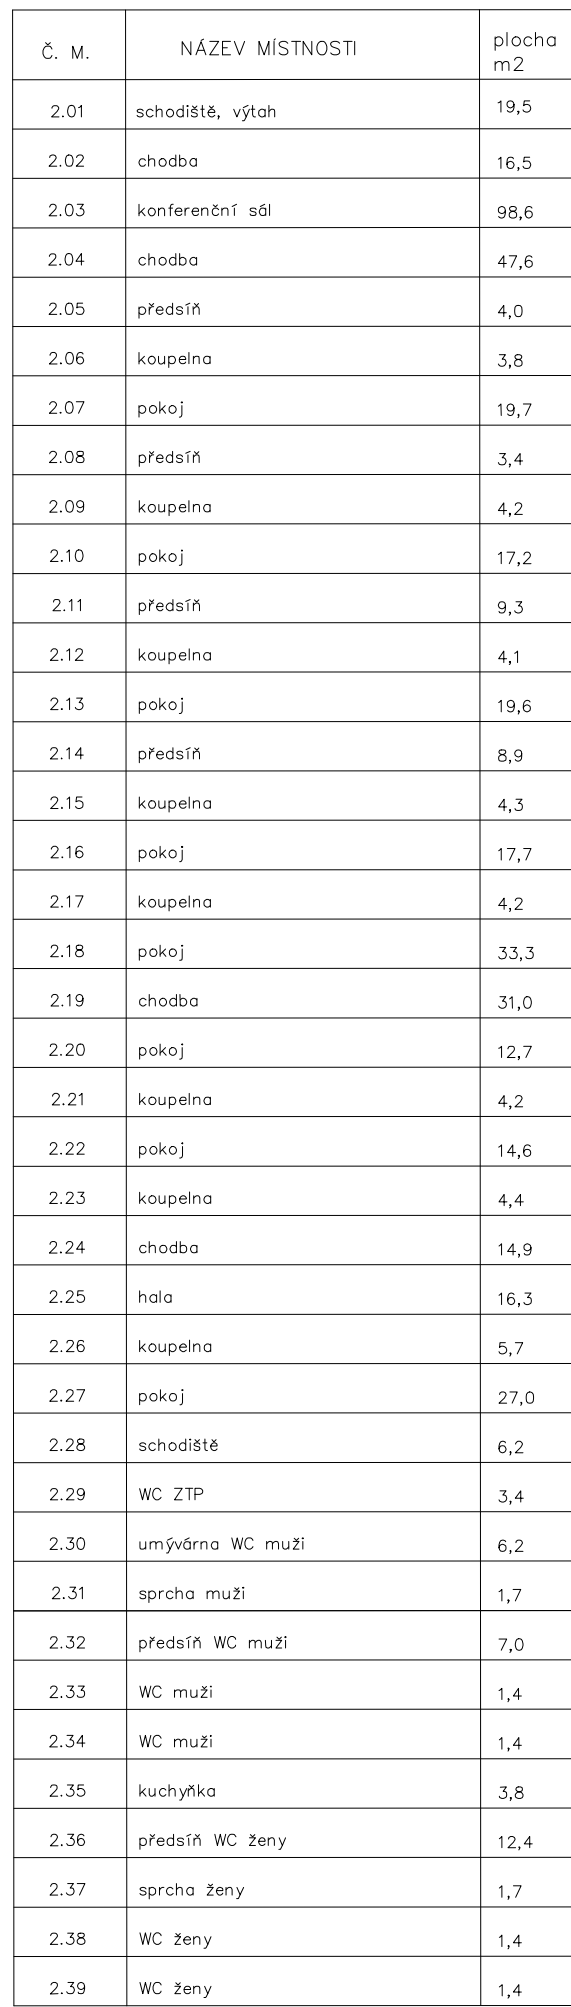 Č. M. NÁZEV MÍSTNOSTI plocha m2
2.01 schodiště, výtah 19,5
2.02 chodba 16,5
2.03 konferenční sál 98,6
2.04 chodba 47,6
2.05 předsíň 4,0
2.06 koupelna 3,8
2.07 pokoj 19,7
2.08 předsíň 3,4
2.09 koupelna 4,2
2.10 pokoj 17,2
2.11 předsíň 9,3
2.12 koupelna 4,1
2.13 pokoj 19,6
2.14 předsíň 8,9
2.15 koupelna 4,3
2.16 pokoj 17,7
2.17 koupelna 4,2
2.18 pokoj 33,3
2.19 chodba 31,0
2.20 pokoj 12,7
2.21 koupelna 4,2
2.22 pokoj 14,6
2.23 koupelna 4,4
2.24 chodba 14,9
2.25 hala 16,3
2.26 koupelna 5,7
2.27 pokoj 27,0
2.28 schodiště 6,2
2.29 WC ZTP 3,4
2.30 umývárna WC muži 6,2
2.31 sprcha muži 1,7
2.32 předsíň WC muži 7,0
2.33 WC muži 1,4
2.34 WC muži 1,4
2.35 kuchyňka 3,8
2.36 předsíň WC ženy 12,4
2.37 sprcha ženy 1,7
2.38 WC ženy 1,4
2.39 WC ženy 1,4